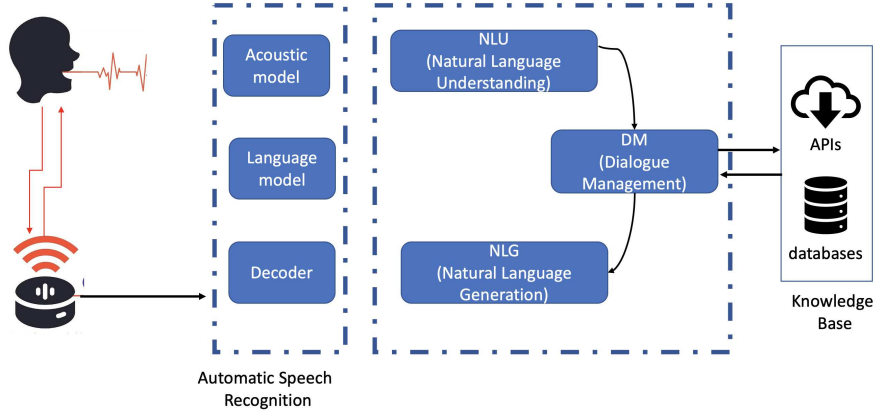 Acoustic
model
Language
model
Decoder
Automatic Speech
Recognition
NLU
(Natural Language
Understanding)
DM
(Dialogue
Management)
NLG
(Natural Language
Generation)
APIs
databases
Knowledge
Base